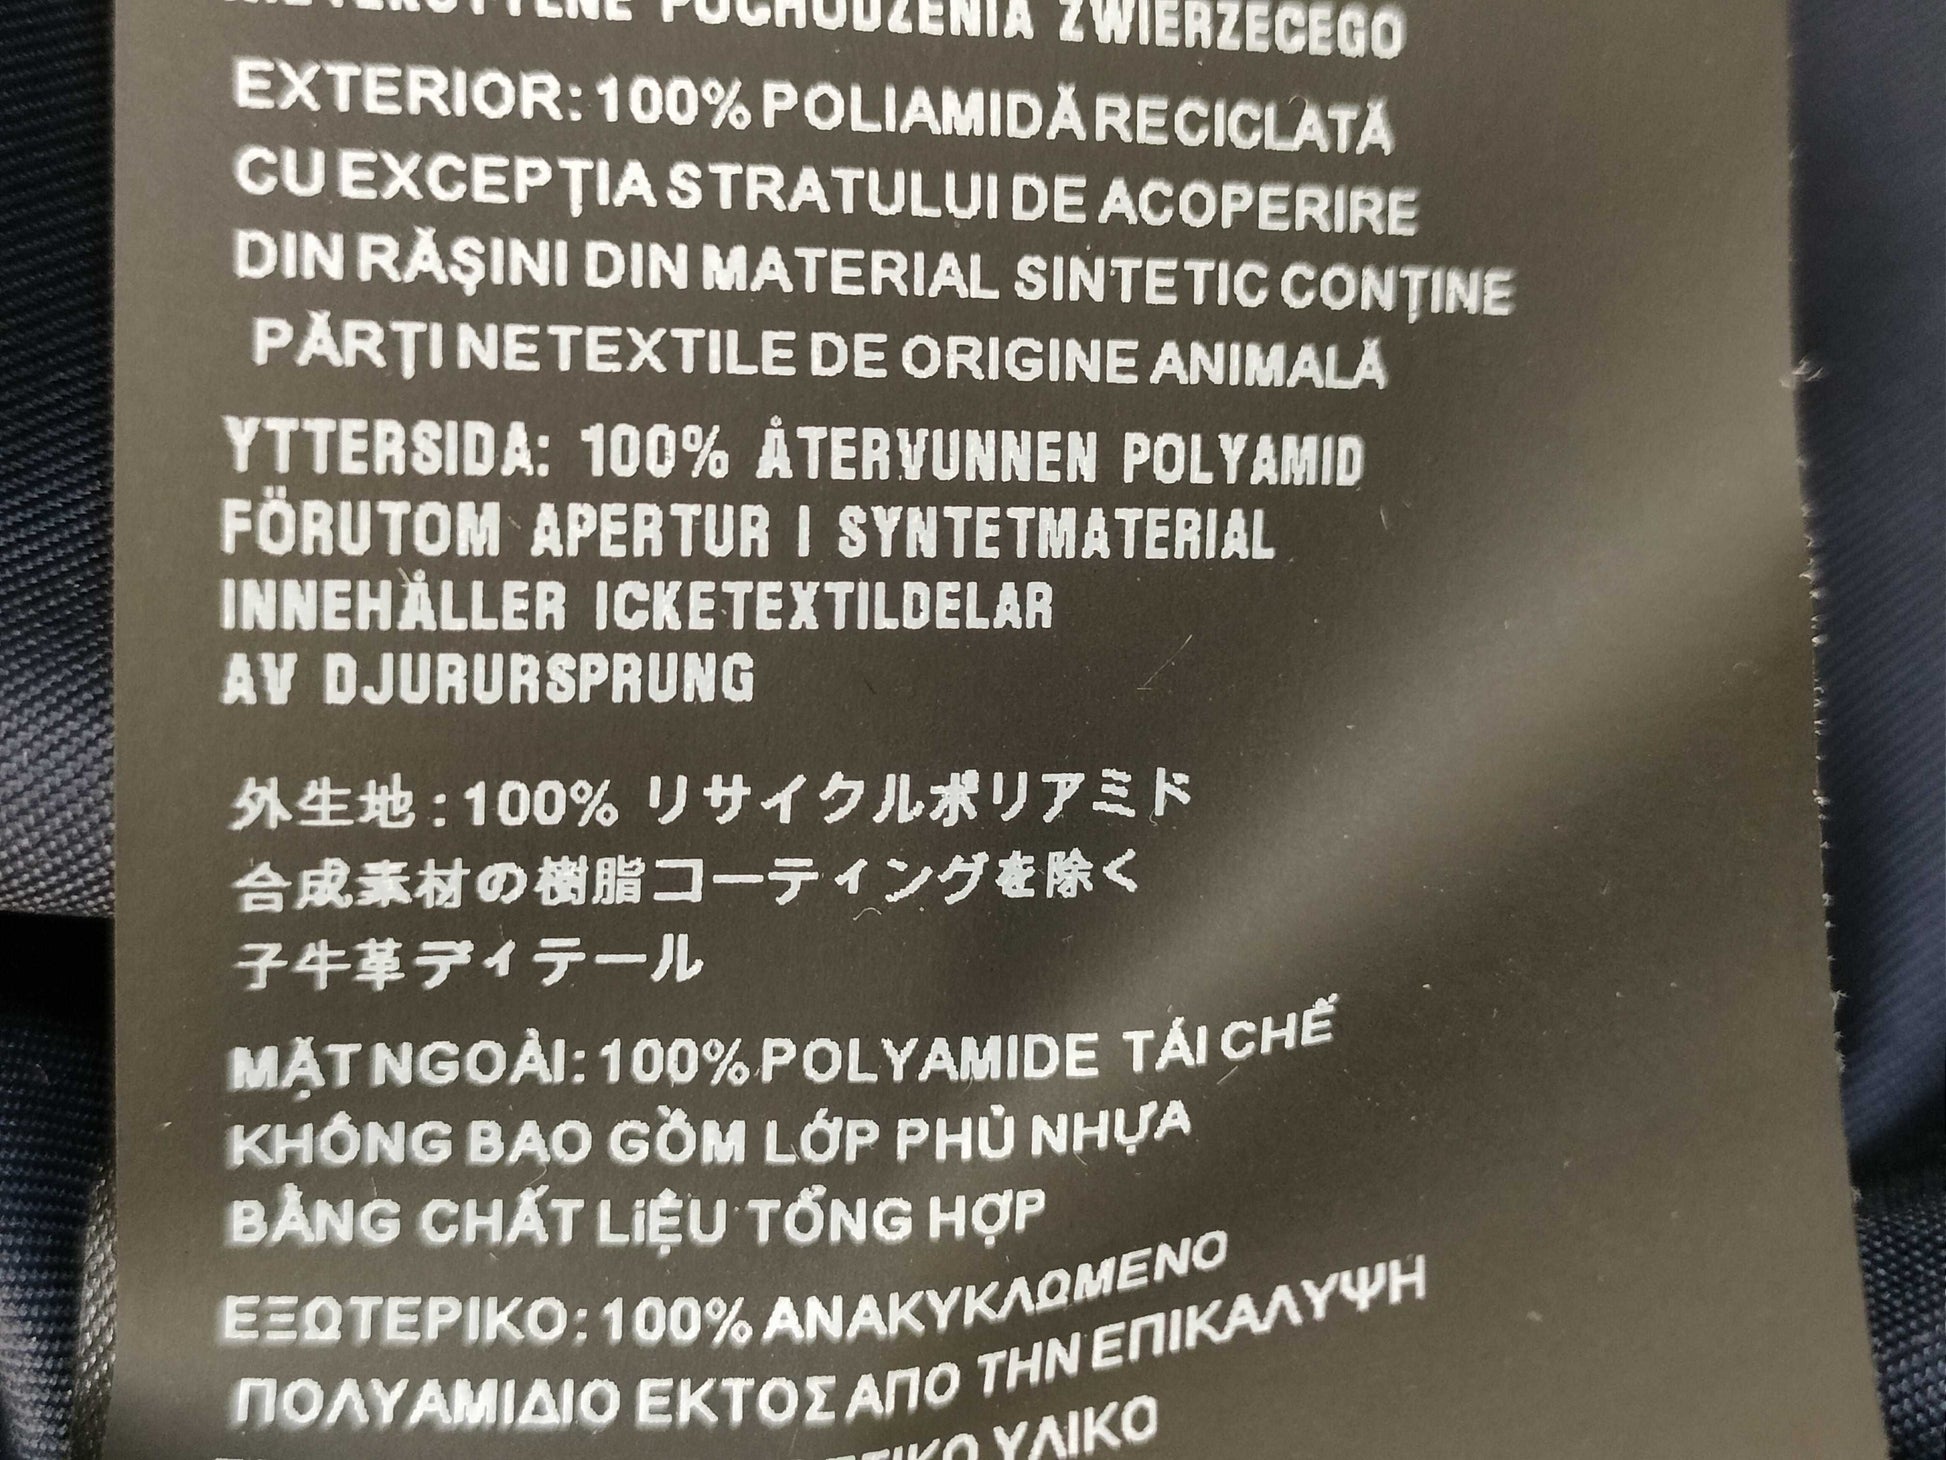 POCHODZENIA ZWIERZECEGO
EXTERIOR: 100% POLIAMIDĂ RECICLATĂ
CU EXCEPȚIA STRATULUI DE ACOPERIRE
DIN RĂȘINI DIN MATERIAL SINTETIC CONȚINE
PĂRȚI NETEXTILE DE ORIGINE ANIMALĂ
YTTERSIDA: 100% ÅTERVUNNEN POLYAMID
FÖRUTOM APERTUR I SYNTETMATERIAL
INNEHÅLLER ICKETEXTILDELAR
AV DJURURSPRUNG
外生地:100% リサイクルポリアミド
合成素材の樹脂コーティングを除く
子牛革ディテール
MẶT NGOÀI: 100% POLYAMIDE TÁI CHẾ
KHÔNG BAO GỒM LỚP PHỦ NHỰA
BẰNG CHẤT LiỆU TỔNG HỢP
ΕΞΩΤΕΡΙΚΟ: 100% ΑΝΑΚΥΚΛΩΜΕΝΟ
ΠΟΛΥΑΜΙΔΙΟ ΕΚΤΟΣ ΑΠΟ ΤΗΝ ΕΠΙΚΑΛΥΨΗ
ΥΛΙΚΟ